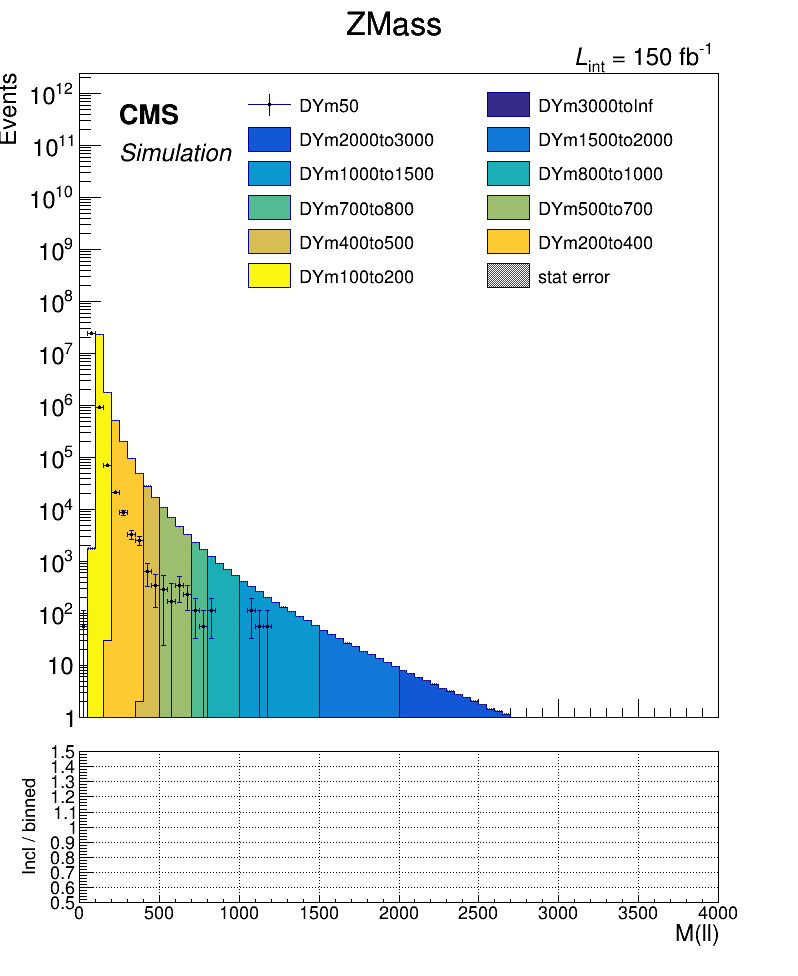 ZMass
L_int = 150 fb^-1
Events
CMS
Simulation
DYm50
DYm3000toInf
DYm2000to3000
DYm1500to2000
DYm1000to1500
DYm800to1000
DYm700to800
DYm500to700
DYm400to500
DYm200to400
DYm100to200
stat error
10^12
10^11
10^10
10^9
10^8
10^7
10^6
10^5
10^4
10^3
10^2
10
1
Incl / binned
1.5
1.4
1.3
1.2
1.1
1
0.9
0.8
0.7
0.6
0.5
0 500 1000 1500 2000 2500 3000 3500 4000
M(ll)